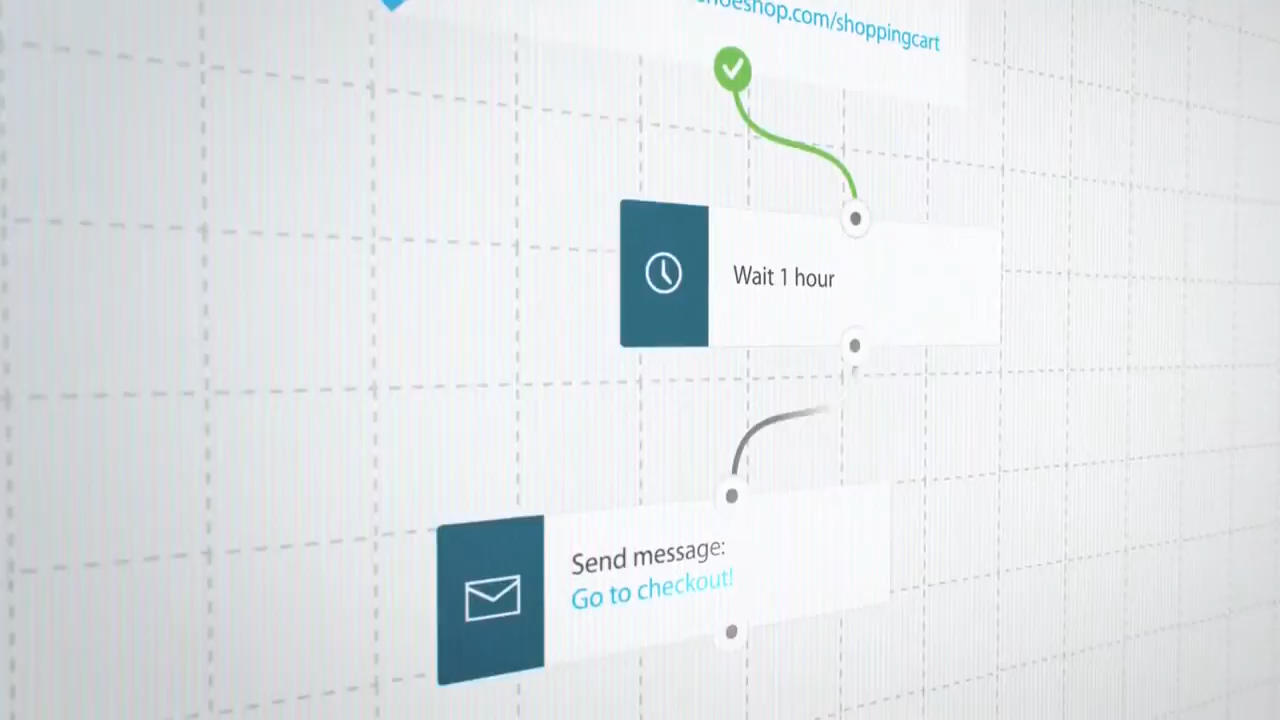 shoeshop.com/shoppingcart
Wait 1 hour
Send message:
Go to checkout!